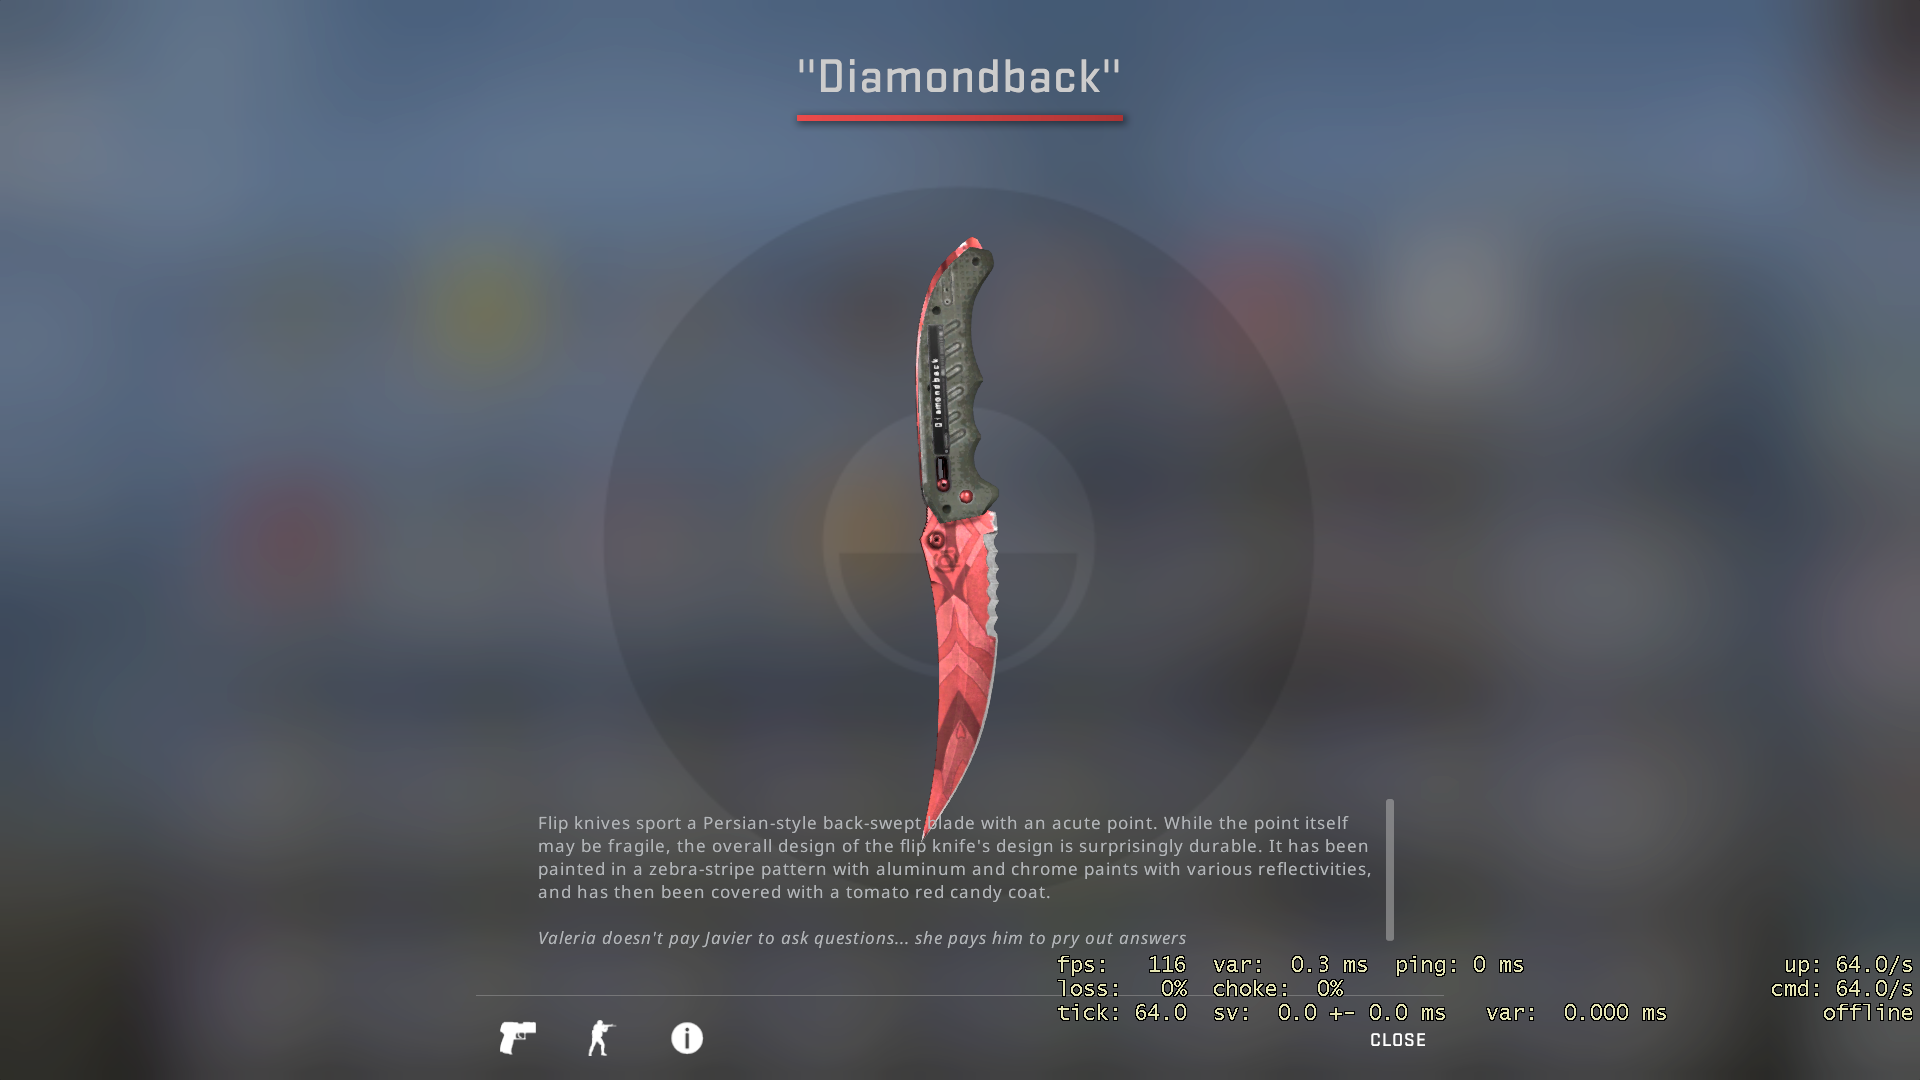 "Diamondback"
Diamondback
Flip knives sport a Persian-style back-swept blade with an acute point. While the point itself
may be fragile, the overall design of the flip knife's design is surprisingly durable. It has been
painted in a zebra-stripe pattern with aluminum and chrome paints with various reflectivities,
and has then been covered with a tomato red candy coat.
Valeria doesn't pay Javier to ask questions... she pays him to pry out answers
fps: 116 var: 0.3 ms ping: 0 ms up: 64.0/s
loss: 0% choke: 0% cmd: 64.0/s
tick: 64.0 sv: 0.0 +- 0.0 ms var: 0.000 ms offline
CLOSE